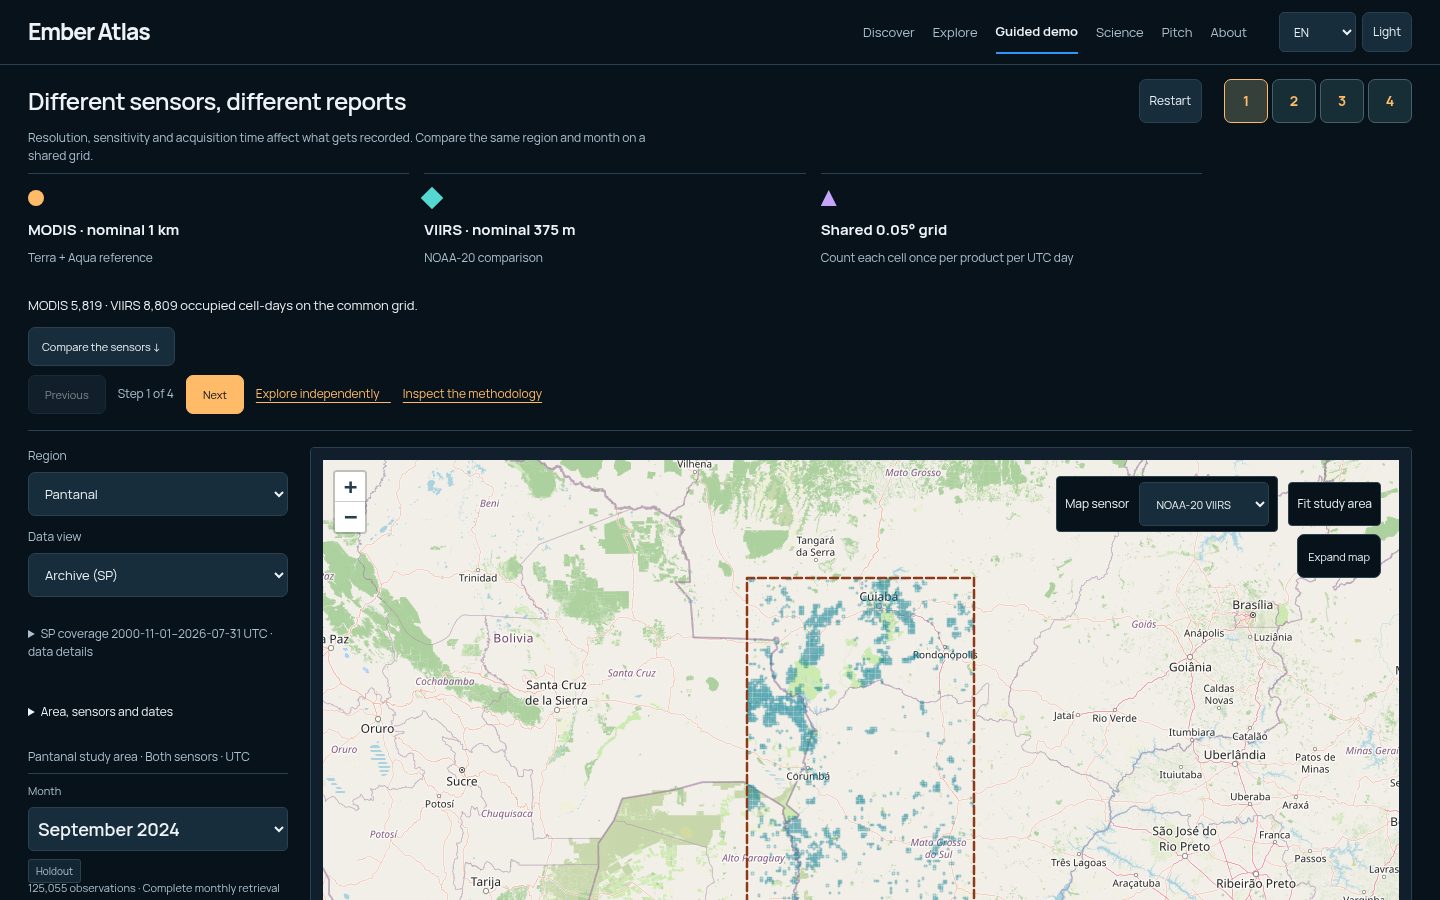 Ember Atlas
Discover
Explore
Guided demo
Science
Pitch
About
EN
Light
Different sensors, different reports
Restart
1
2
3
4
Resolution, sensitivity and acquisition time affect what gets recorded. Compare the same region and month on a
shared grid.
MODIS · nominal 1 km
Terra + Aqua reference
VIIRS · nominal 375 m
NOAA-20 comparison
Shared 0.05° grid
Count each cell once per product per UTC day
MODIS 5,819 · VIIRS 8,809 occupied cell-days on the common grid.
Compare the sensors ↓
Previous
Step 1 of 4
Next
Explore independently
Inspect the methodology
Region
Pantanal
Data view
Archive (SP)
SP coverage 2000-11-01–2026-07-31 UTC ·
data details
Area, sensors and dates
Pantanal study area · Both sensors · UTC
Month
September 2024
Holdout
125,055 observations · Complete monthly retrieval
+
−
Map sensor
NOAA-20 VIIRS
Fit study area
Expand map
Vilhena
Mato Grosso
Beni
Tangará
da Serra
Trinidad
Cuiabá
Brasília
Goiás
Anápolis
Luziânia
a Paz
Bolivia
Rondonópolis
Goiânia
Santa Cruz
Cochabamba
Santa Cruz
de la Sierra
Caldas
Novas
Jataí
Rio Verde
Oruro
Itumbiara
Catalão
Oruro
Uberlândia
Patos de
Minas
Minas Gerai
Sucre
Corumbá
Ituiutaba
Potosí
Uberaba
Araxá
Chuquisaca
Potosí
São José do
Rio Preto
Franca
Mato Grosso
do Sul
Alto Paraguay
Três Lagoas
Passos
Lavras
Tarija
Araçatuba
Ribeirão Preto
Varginha